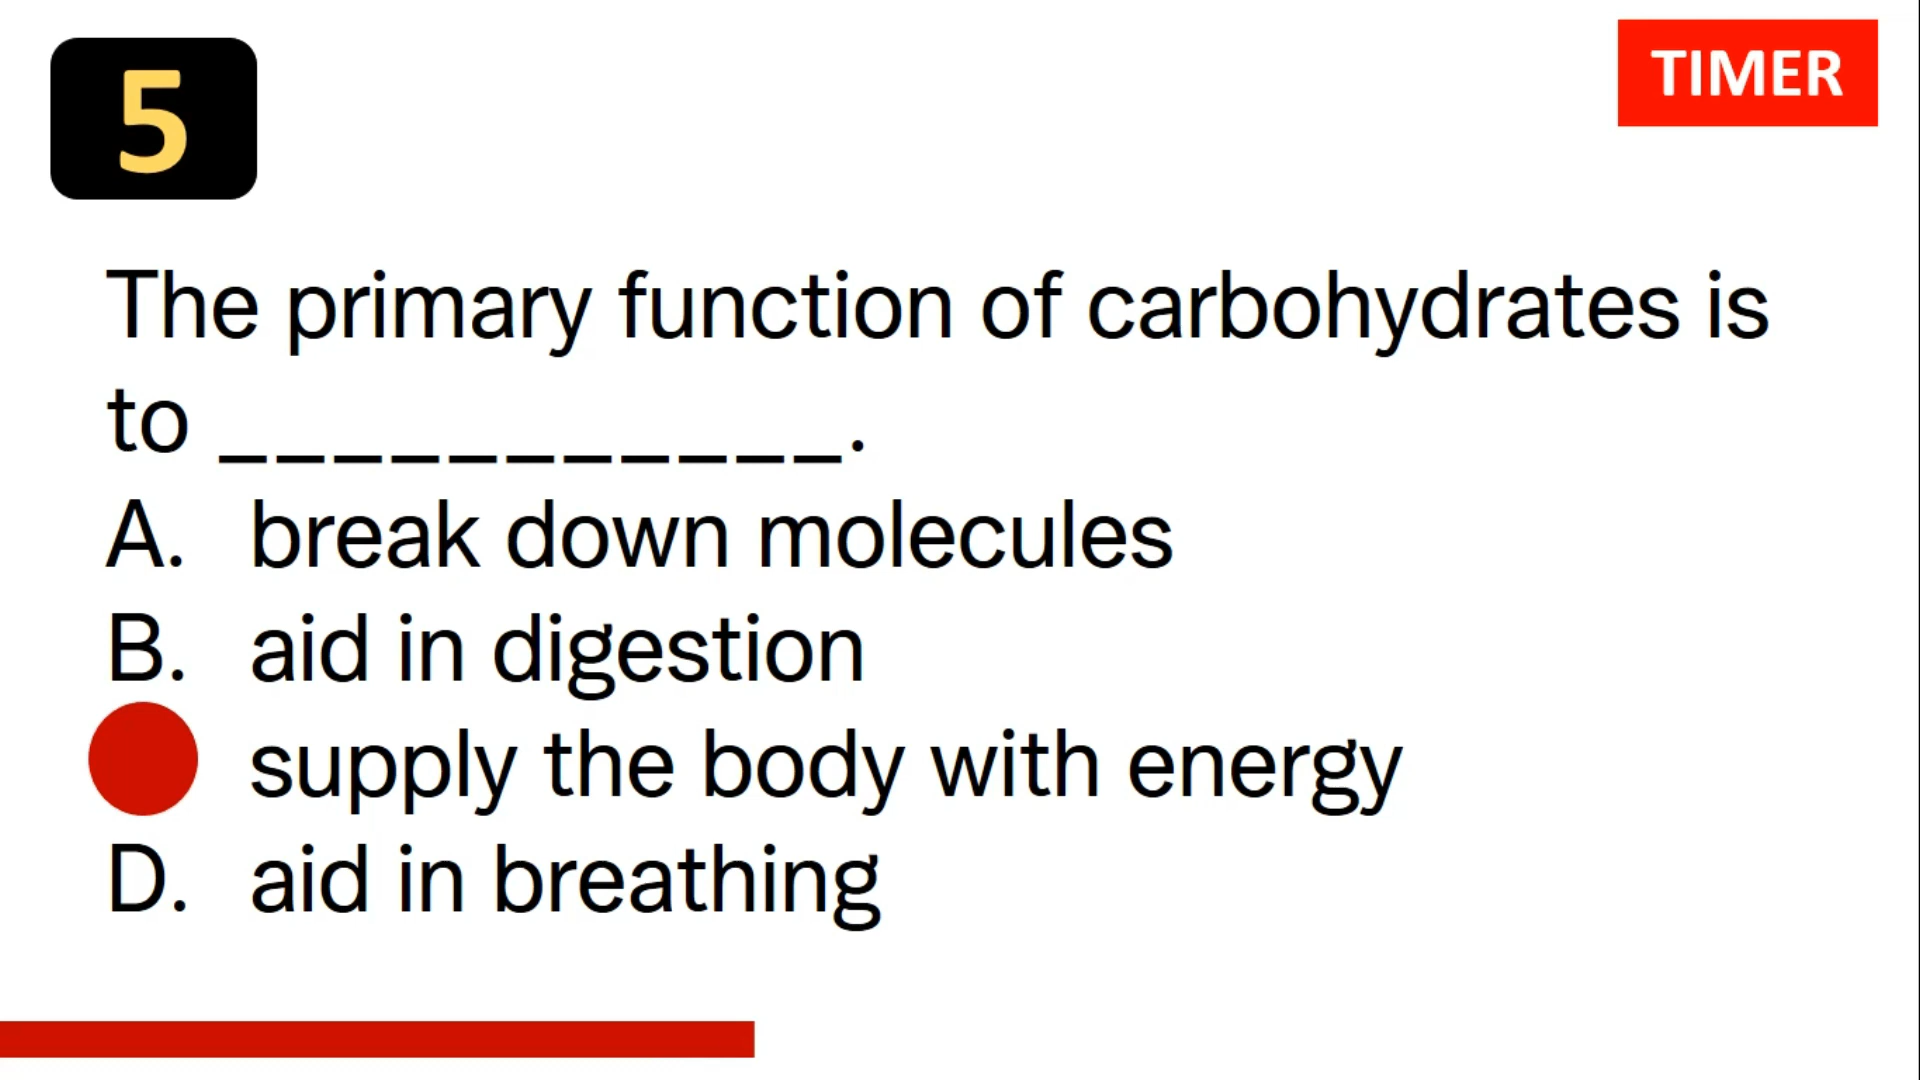 5
TIMER
The primary function of carbohydrates is
to ___________.
A. break down molecules
B. aid in digestion
supply the body with energy
D. aid in breathing